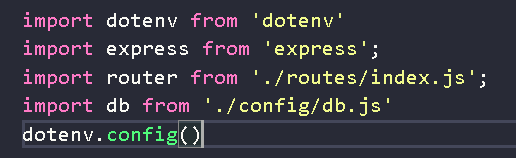 import dotenv from 'dotenv'
import express from 'express';
import router from './routes/index.js';
import db from './config/db.js'
dotenv.config()